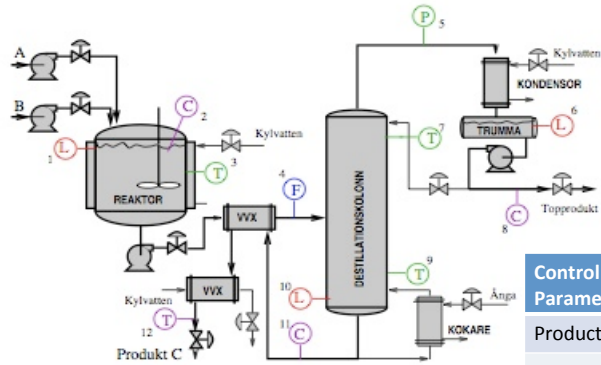 A
B
C
2
L
1
T
3
Kylvatten
REAKTOR
4
F
VVX
VVX
Kylvatten
T
12
Produkt C
P
5
Kylvatten
KONDENSOR
6
TRUMMA
L
T
7
C
8
Topprodukt
DESTILLATIONSKOLONN
T
9
10
L
11
C
Ånga
KOKARE
Control
Parame
Product